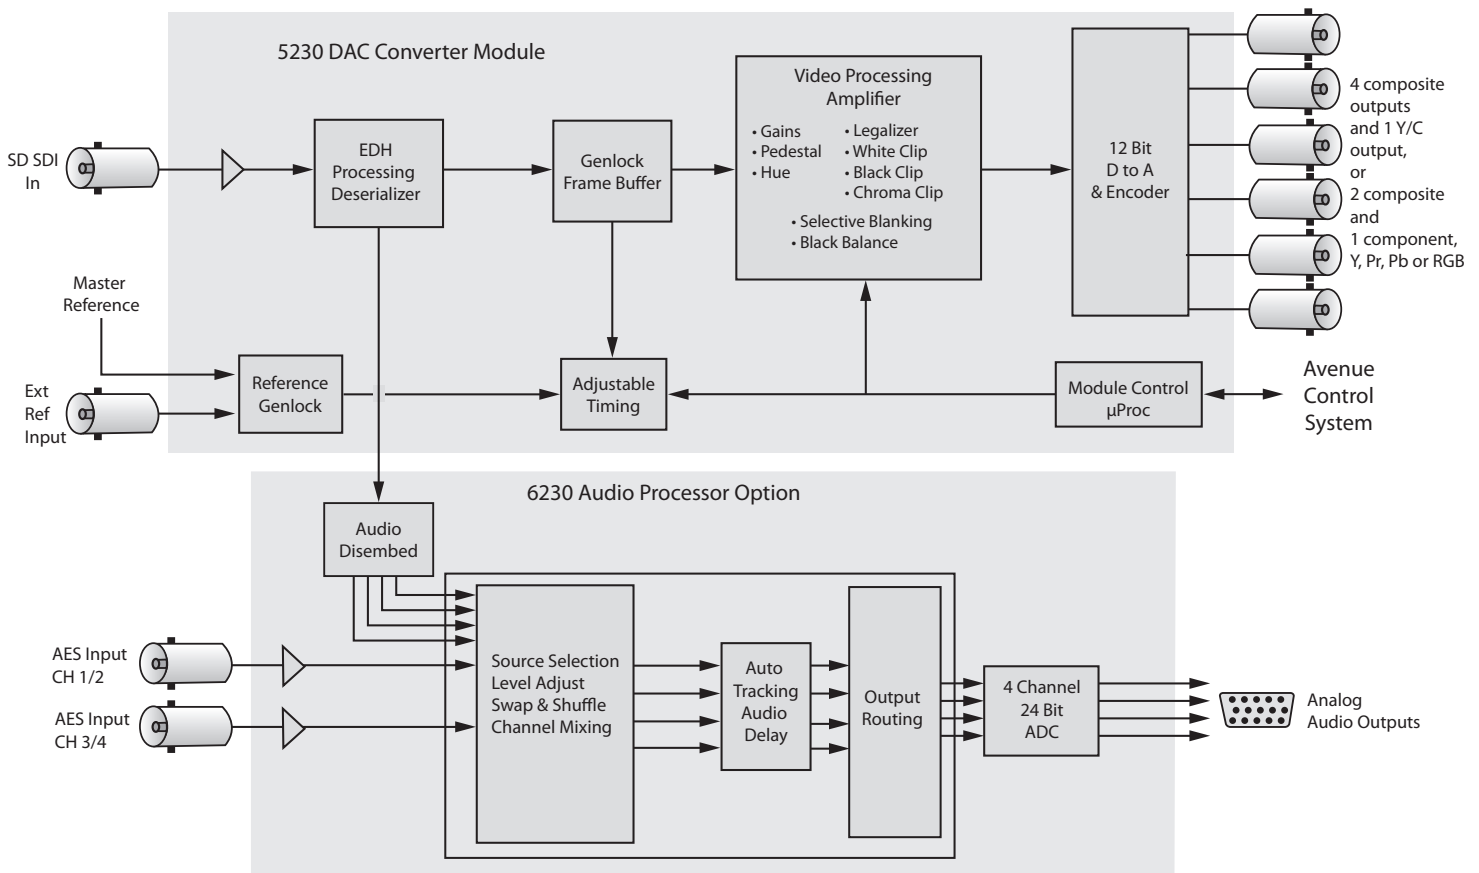 5230 DAC Converter Module
SD SDI
In
EDH
Processing
Deserializer
Genlock
Frame Buffer
Video Processing
Amplifier
• Gains
• Pedestal
• Hue
• Legalizer
• White Clip
• Black Clip
• Chroma Clip
• Selective Blanking
• Black Balance
12 Bit
D to A
& Encoder
4 composite
outputs
and 1 Y/C
output,
or
2 composite
and
1 component,
Y, Pr, Pb or RGB
Master
Reference
Ext
Ref
Input
Reference
Genlock
Adjustable
Timing
Module Control
µProc
Avenue
Control
System
6230 Audio Processor Option
Audio
Disembed
AES Input
CH 1/2
AES Input
CH 3/4
Source Selection
Level Adjust
Swap & Shuffle
Channel Mixing
Auto
Tracking
Audio
Delay
Output
Routing
4 Channel
24 Bit
ADC
Analog
Audio Outputs